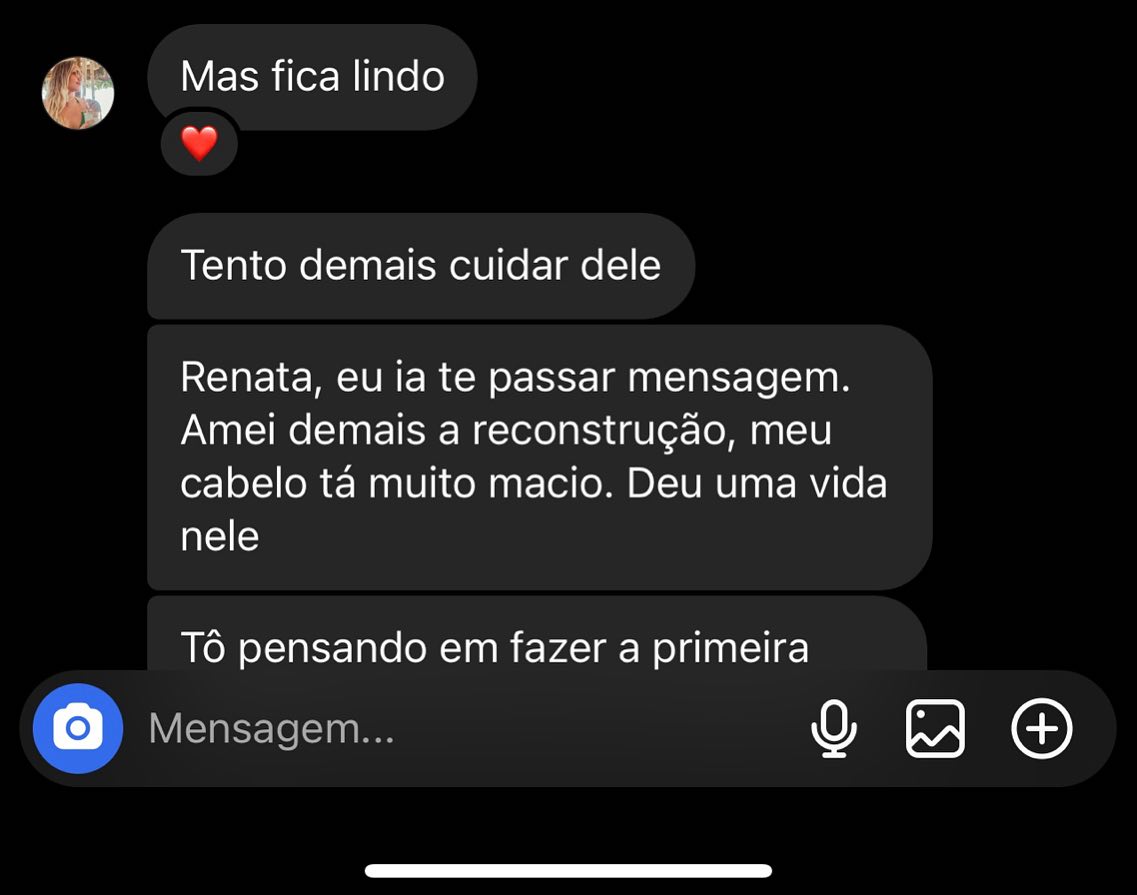 Mas fica lindo
❤️
Tento demais cuidar dele
Renata, eu ia te passar mensagem.
Amei demais a reconstrução, meu
cabelo tá muito macio. Deu uma vida
nele
Tô pensando em fazer a primeira
Mensagem...